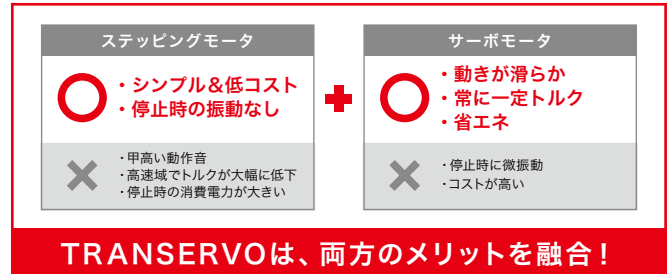 ステッピングモータ
・シンプル&低コスト
・停止時の振動なし
・甲高い動作音
・高速域でトルクが大幅に低下
・停止時の消費電力が大きい
サーボモータ
・動きが滑らか
・常に一定トルク
・省エネ
・停止時に微振動
・コストが高い
TRANSERVOは、両方のメリットを融合!